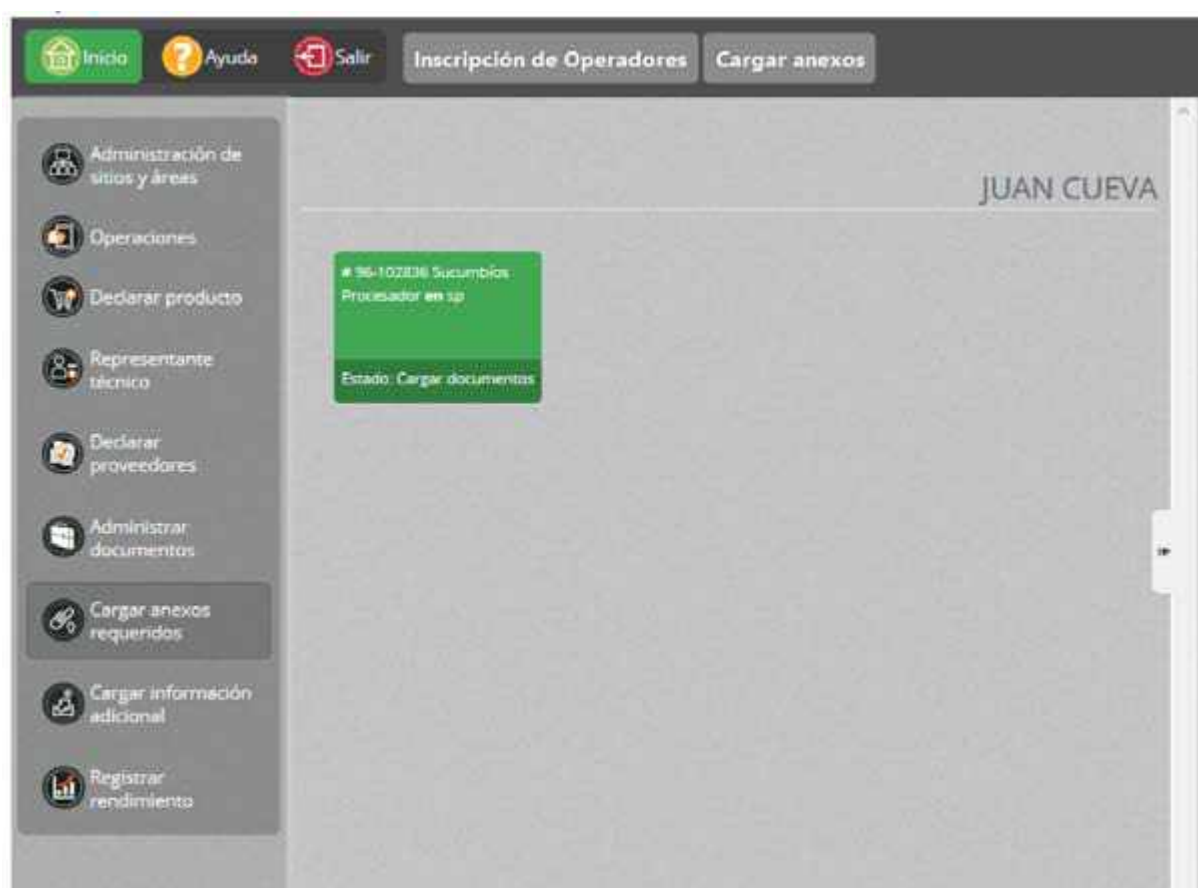 Inicio Ayuda Salir Inscripción de Operadores Cargar anexos
Administración de
sitios y áreas
Operaciones
Declarar producto
Representante
técnico
Declarar
proveedores
Administrar
documentos
Cargar anexos
requeridos
Cargar información
adicional
Registrar
rendimiento
JUAN CUEVA
# 96-102836 Sucumbíos
Procesador en sp
Estado: Cargar documentos